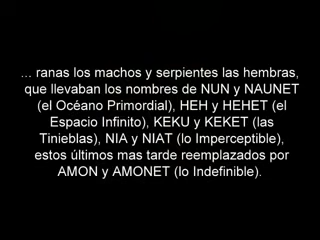 ... ranas los machos y serpientes las hembras,
que llevaban los nombres de NUN y NAUNET
(el Océano Primordial), HEH y HEHET (el
Espacio Infinito), KEKU y KEKET (las
Tinieblas), NIA y NIAT (lo Imperceptible),
estos últimos mas tarde reemplazados por
AMON y AMONET (lo Indefinible).